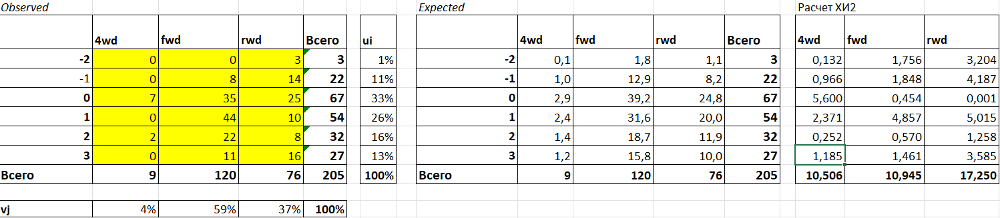 Observed Expected Расчет ХИ2
4wd fwd rwd Всего ui 4wd fwd rwd Всего 4wd fwd rwd
-2 0 0 3 3 1% -2 0,1 1,8 1,1 3 0,132 1,756 3,204
-1 0 8 14 22 11% -1 1,0 12,9 8,2 22 0,966 1,848 4,187
0 7 35 25 67 33% 0 2,9 39,2 24,8 67 5,600 0,454 0,001
1 0 44 10 54 26% 1 2,4 31,6 20,0 54 2,371 4,857 5,015
2 2 22 8 32 16% 2 1,4 18,7 11,9 32 0,252 0,570 1,258
3 0 11 16 27 13% 3 1,2 15,8 10,0 27 1,185 1,461 3,585
Всего 9 120 76 205 100% Всего 9 120 76 205 10,506 10,945 17,250
vj 4% 59% 37% 100%